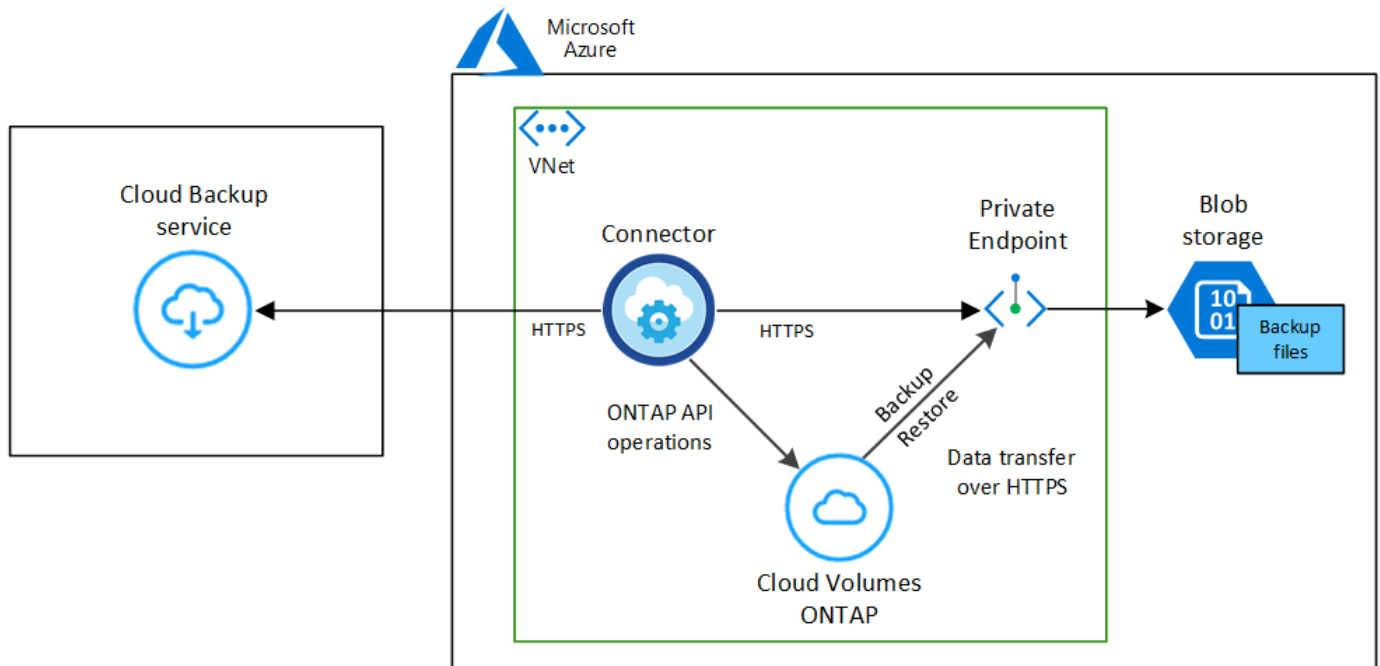 Microsoft
Azure
VNet
Cloud Backup
service
Connector
Private
Endpoint
Blob
storage
10
01
Backup
files
HTTPS
HTTPS
ONTAP API
operations
Backup
Restore
Data transfer
over HTTPS
Cloud Volumes
ONTAP